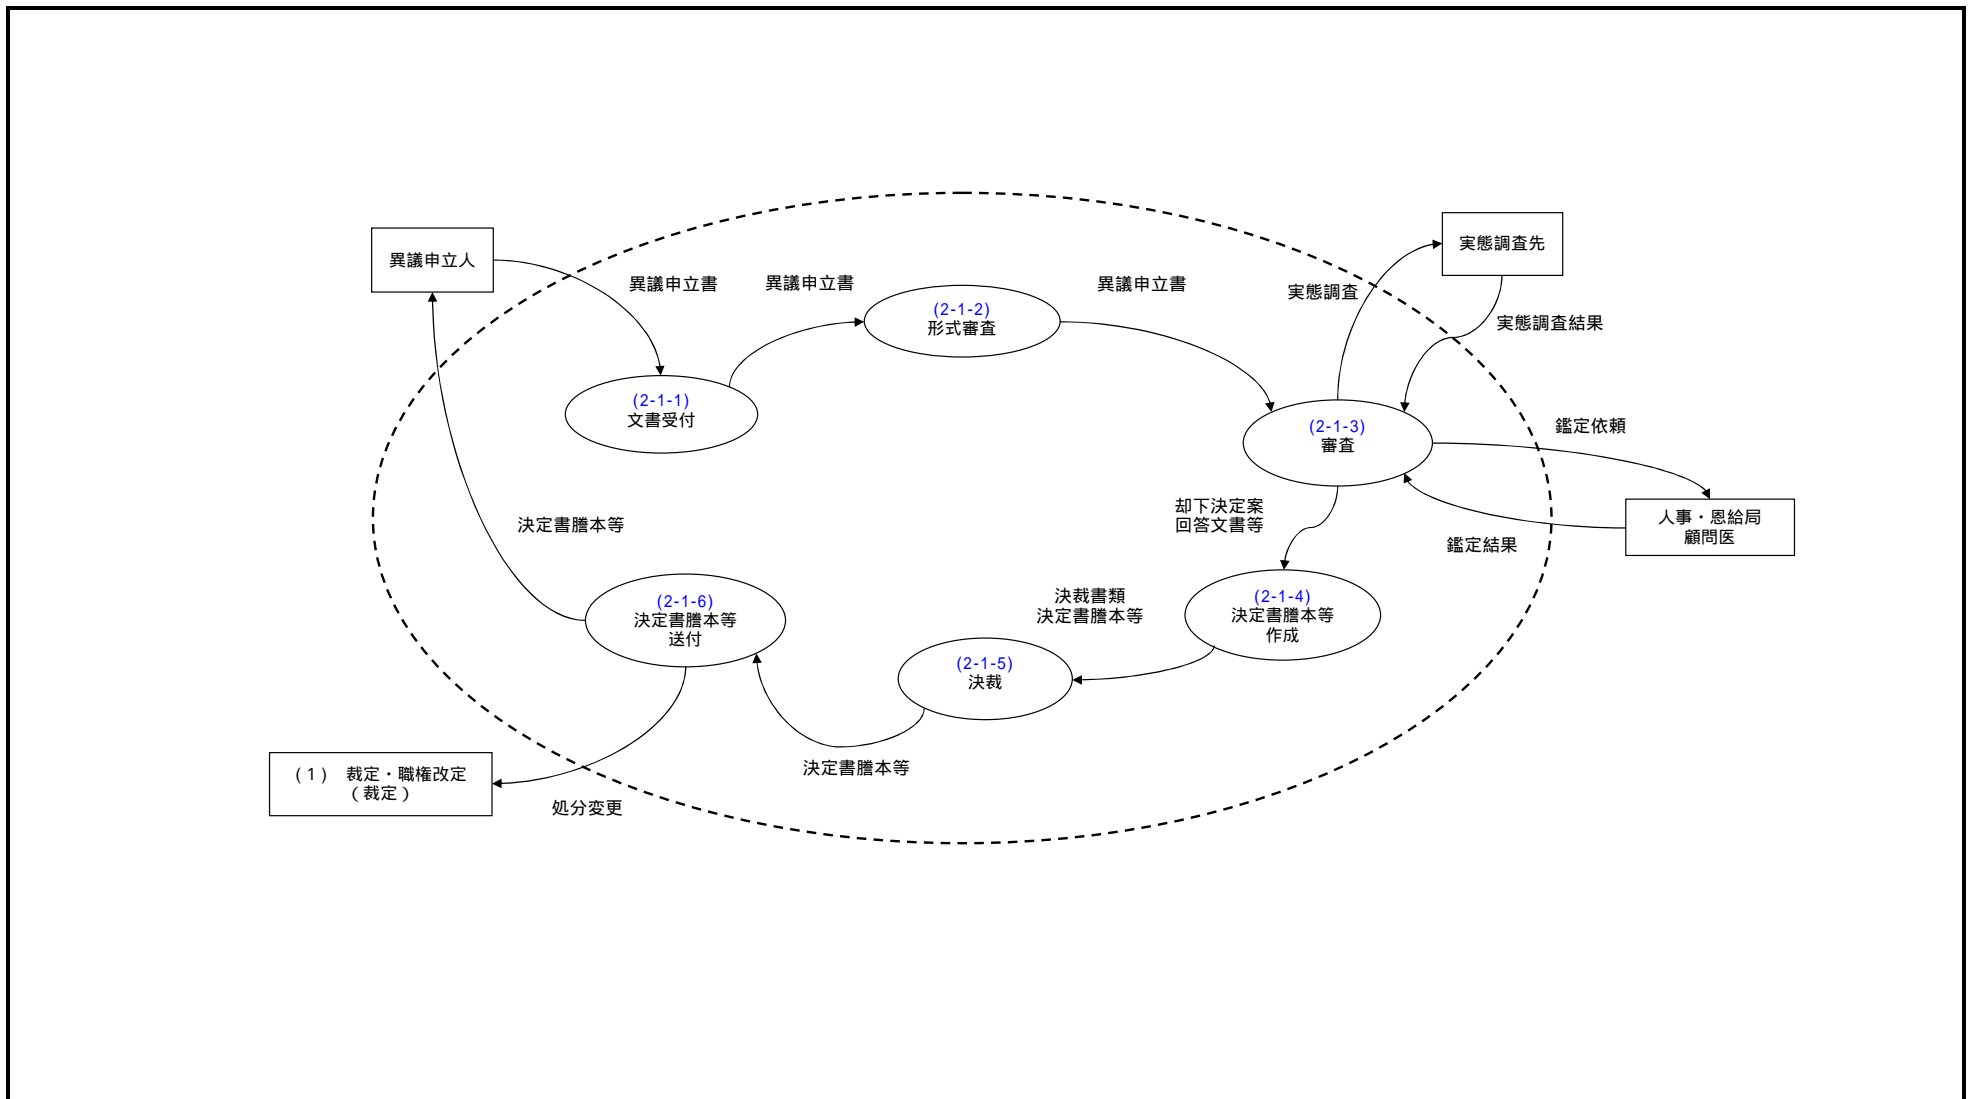 異議申立人
異議申立書
異議申立書
(2-1-2)
形式審査
異議申立書
実態調査
実態調査先
実態調査結果
(2-1-1)
文書受付
(2-1-3)
審査
鑑定依頼
人事・恩給局
顧問医
鑑定結果
却下決定案
回答文書等
(2-1-4)
決定書謄本等
作成
決裁書類
決定書謄本等
(2-1-5)
決裁
決定書謄本等
(2-1-6)
決定書謄本等
送付
決定書謄本等
処分変更
(1) 裁定・職権改定
(裁定)